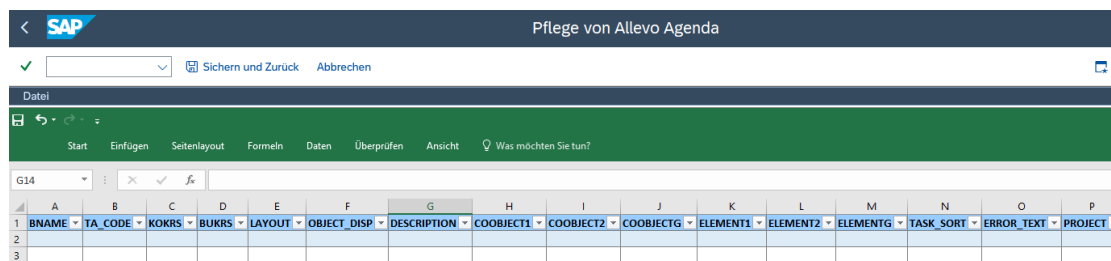 SAP Pflege von Allevo Agenda
Sichern und Zurück Abbrechen
Datei
Start Einfügen Seitenlayout Formeln Daten Überprüfen Ansicht Was möchten Sie tun?
G14 fx
A B C D E F G H I J K L M N O P
1 BNAME TA_CODE KOKRS BUKRS LAYOUT OBJECT_DISP DESCRIPTION COOBJECT1 COOBJECT2 COOBJECTG ELEMENT1 ELEMENT2 ELEMENTG TASK_SORT ERROR_TEXT PROJECT
2
3